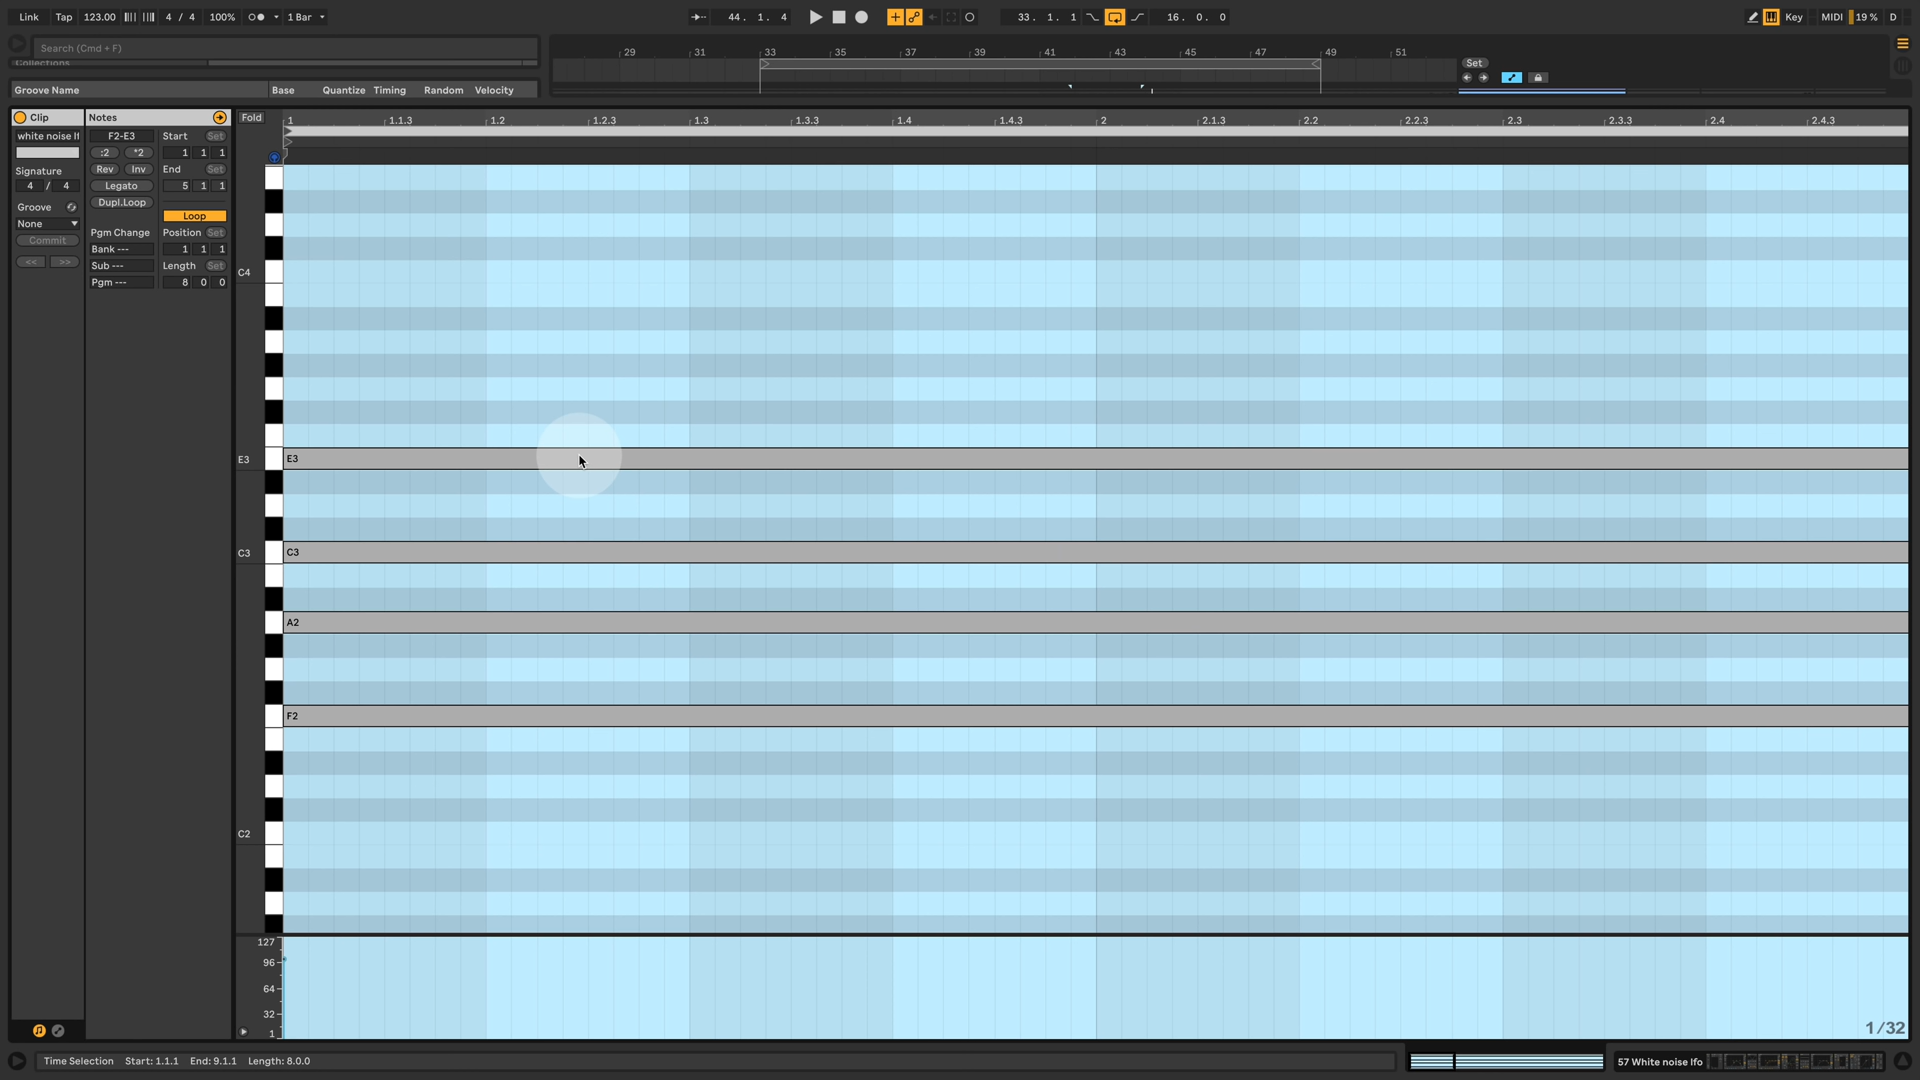 Link Tap 123.00 4 / 4 100% 1 Bar 44. 1. 4 33. 1. 1 16. 0. 0 Key MIDI 19 % D
Search (Cmd + F)
Collections
29 31 33 35 37 39 41 43 45 47 49 51
Set
Groove Name Base Quantize Timing Random Velocity
Clip
white noise lf
Signature
4 / 4
Groove
None
Commit
<< >>
Notes
F2-E3
:2 *2
Rev Inv
Legato
Dupl.Loop
Pgm Change
Bank ---
Sub ---
Pgm ---
Start Set
1 1 1
End Set
5 1 1
Loop
Position Set
1 1 1
Length Set
8 0 0
Fold
1 1.1.3 1.2 1.2.3 1.3 1.3.3 1.4 1.4.3 2 2.1.3 2.2 2.2.3 2.3 2.3.3 2.4 2.4.3
C4
E3 E3
C3 C3
A2
F2
C2
127
96
64
32
1
1/32
Time Selection Start: 1.1.1 End: 9.1.1 Length: 8.0.0
57 White noise lfo